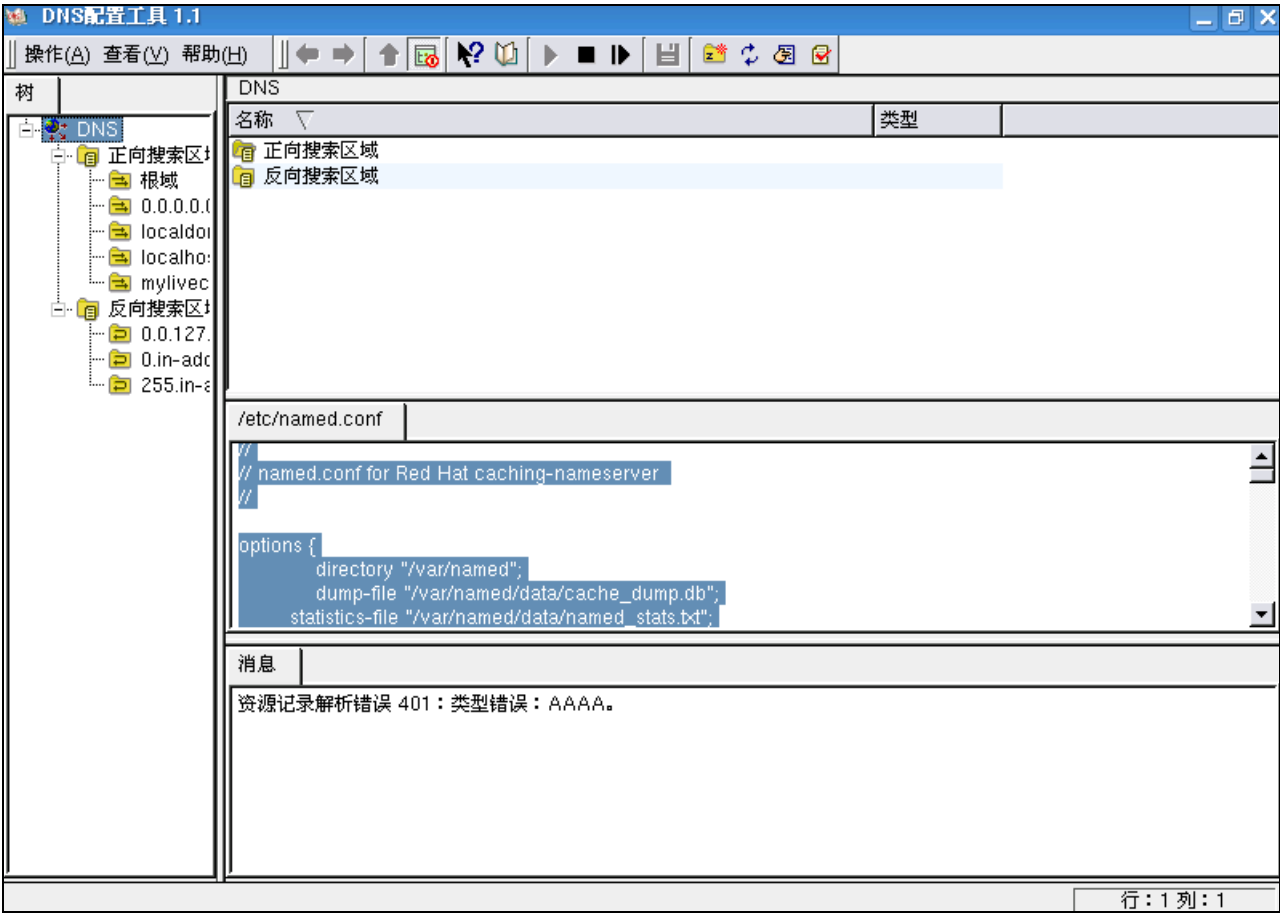 DNS配置工具 1.1
操作(A) 查看(V) 帮助(H)
树
DNS
正向搜索区域
根域
0.0.0.0.
localdo
localho
mylivec
反向搜索区域
0.0.127.
0.in-add
255.in-a
DNS
名称 类型
正向搜索区域
反向搜索区域
/etc/named.conf
//
// named.conf for Red Hat caching-nameserver
//
options {
directory "/var/named";
dump-file "/var/named/data/cache_dump.db";
statistics-file "/var/named/data/named_stats.txt";
消息
资源记录解析错误 401：类型错误：AAAA。
行：1 列：1